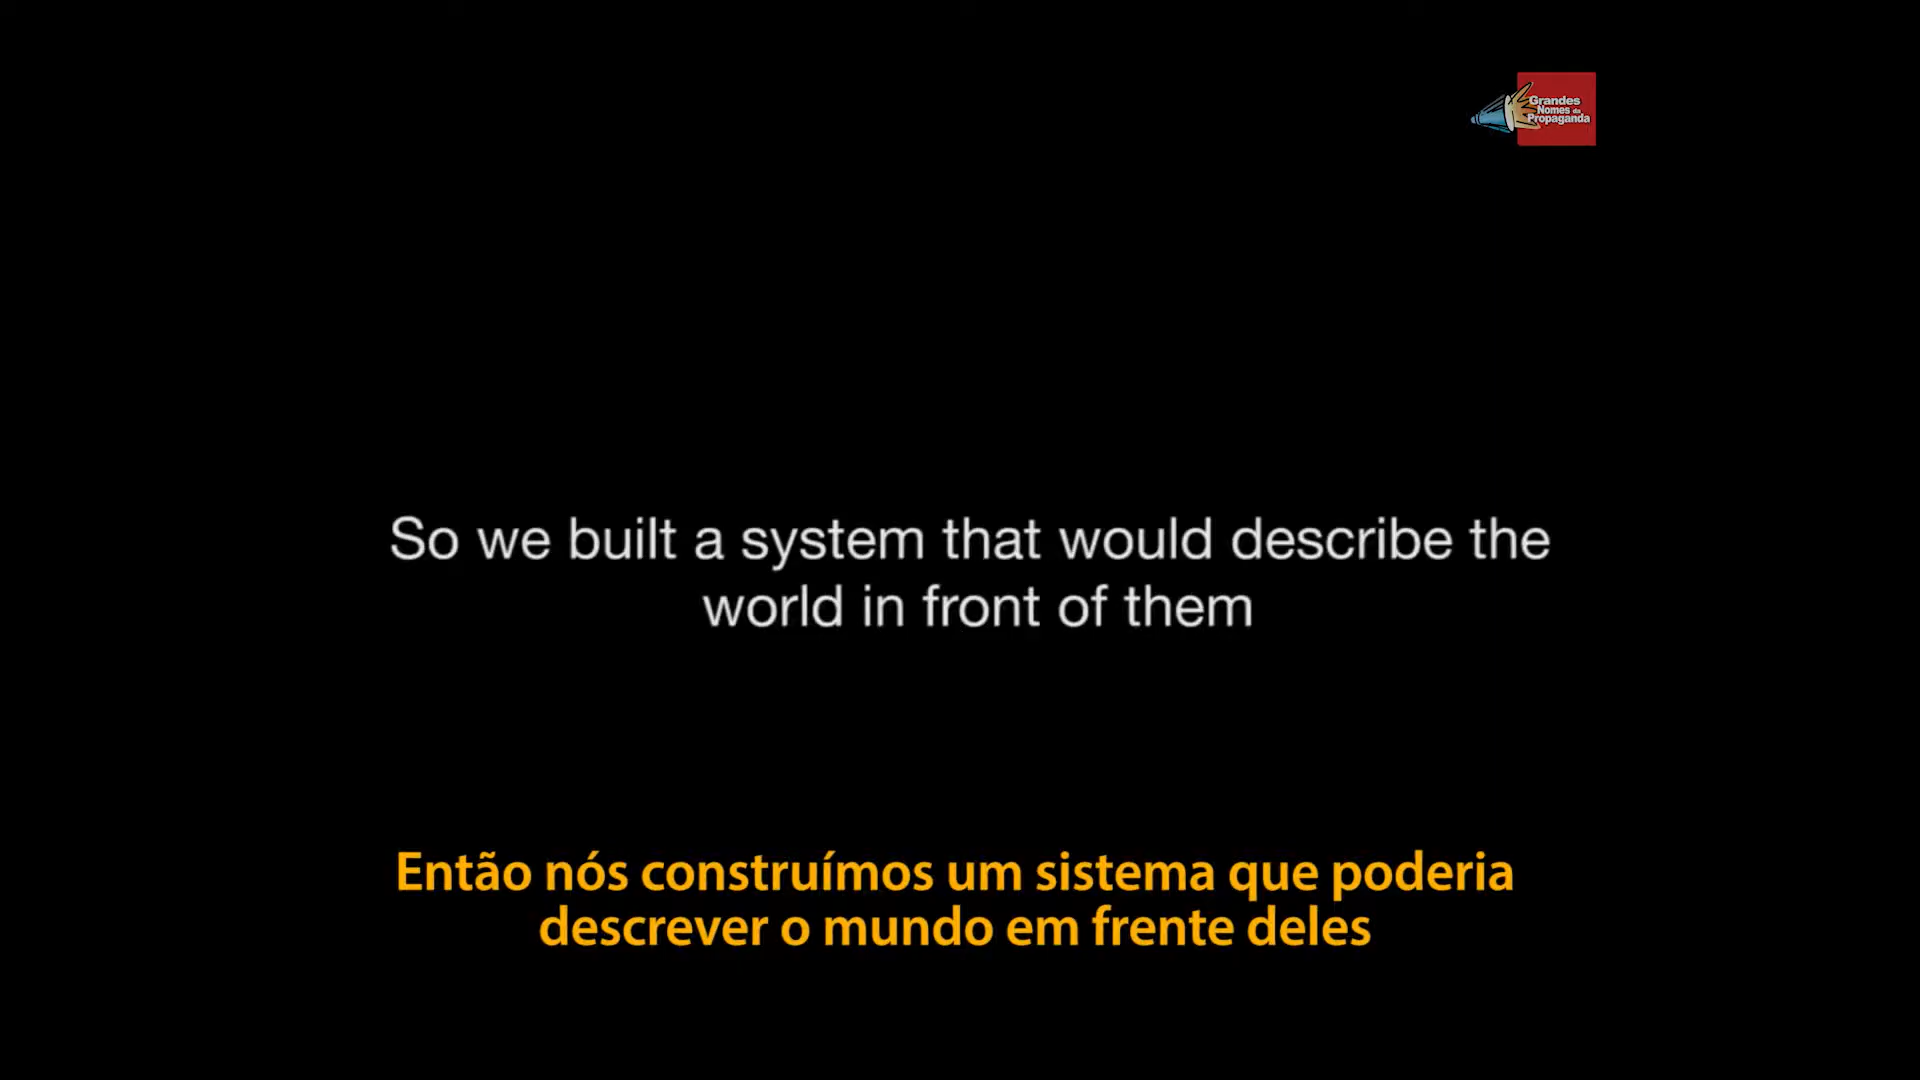 Grandes
Nomes da
Propaganda
So we built a system that would describe the
world in front of them
Então nós construímos um sistema que poderia
descrever o mundo em frente deles